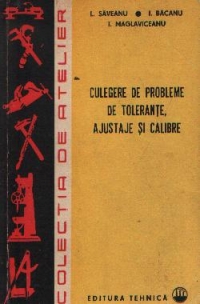 L. SĂVEANU ● I. BĂCANU
I. MAGLAVICEANU
CULEGERE DE PROBLEME
DE TOLERANȚE,
AJUSTAJE ȘI CALIBRE
COLECȚIA DE ATELIER
EDITURA TEHNICĂ